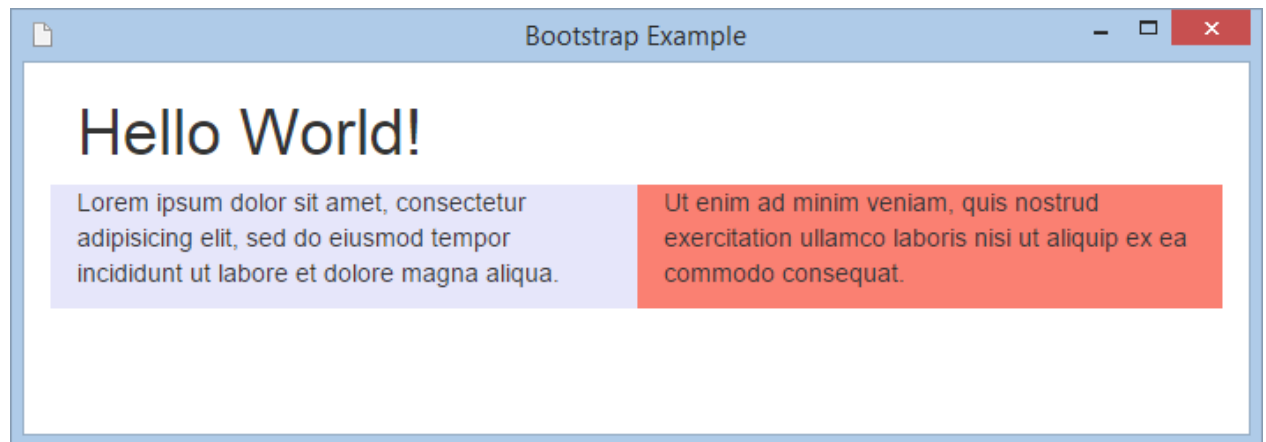 Bootstrap Example
Hello World!
Lorem ipsum dolor sit amet, consectetur
adipisicing elit, sed do eiusmod tempor
incididunt ut labore et dolore magna aliqua.
Ut enim ad minim veniam, quis nostrud
exercitation ullamco laboris nisi ut aliquip ex ea
commodo consequat.